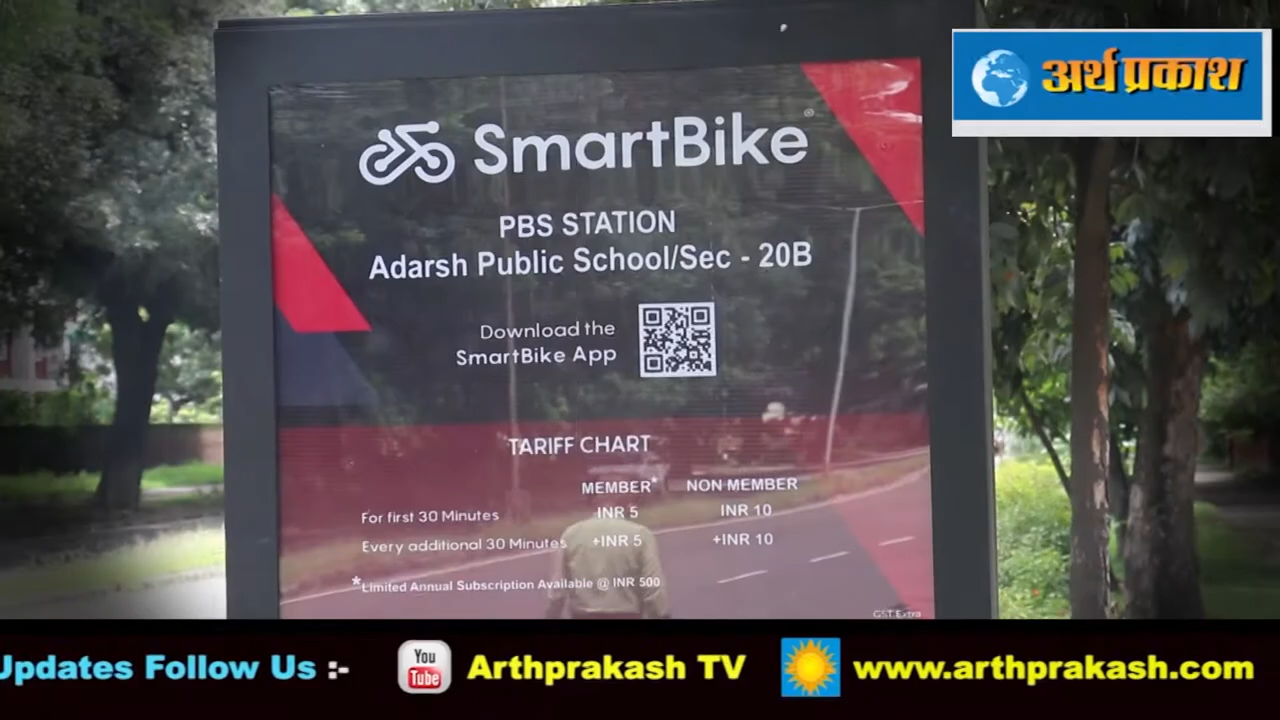 अर्थ प्रकाश
SmartBike®
PBS STATION
Adarsh Public School/Sec - 20B
Download the
SmartBike App
TARIFF CHART
MEMBER* NON MEMBER
For first 30 Minutes INR 5 INR 10
Every additional 30 Minutes +INR 5 +INR 10
*Limited Annual Subscription Available @ INR 500
GST Extra
Updates Follow Us :- You Tube Arthprakash TV www.arthprakash.com